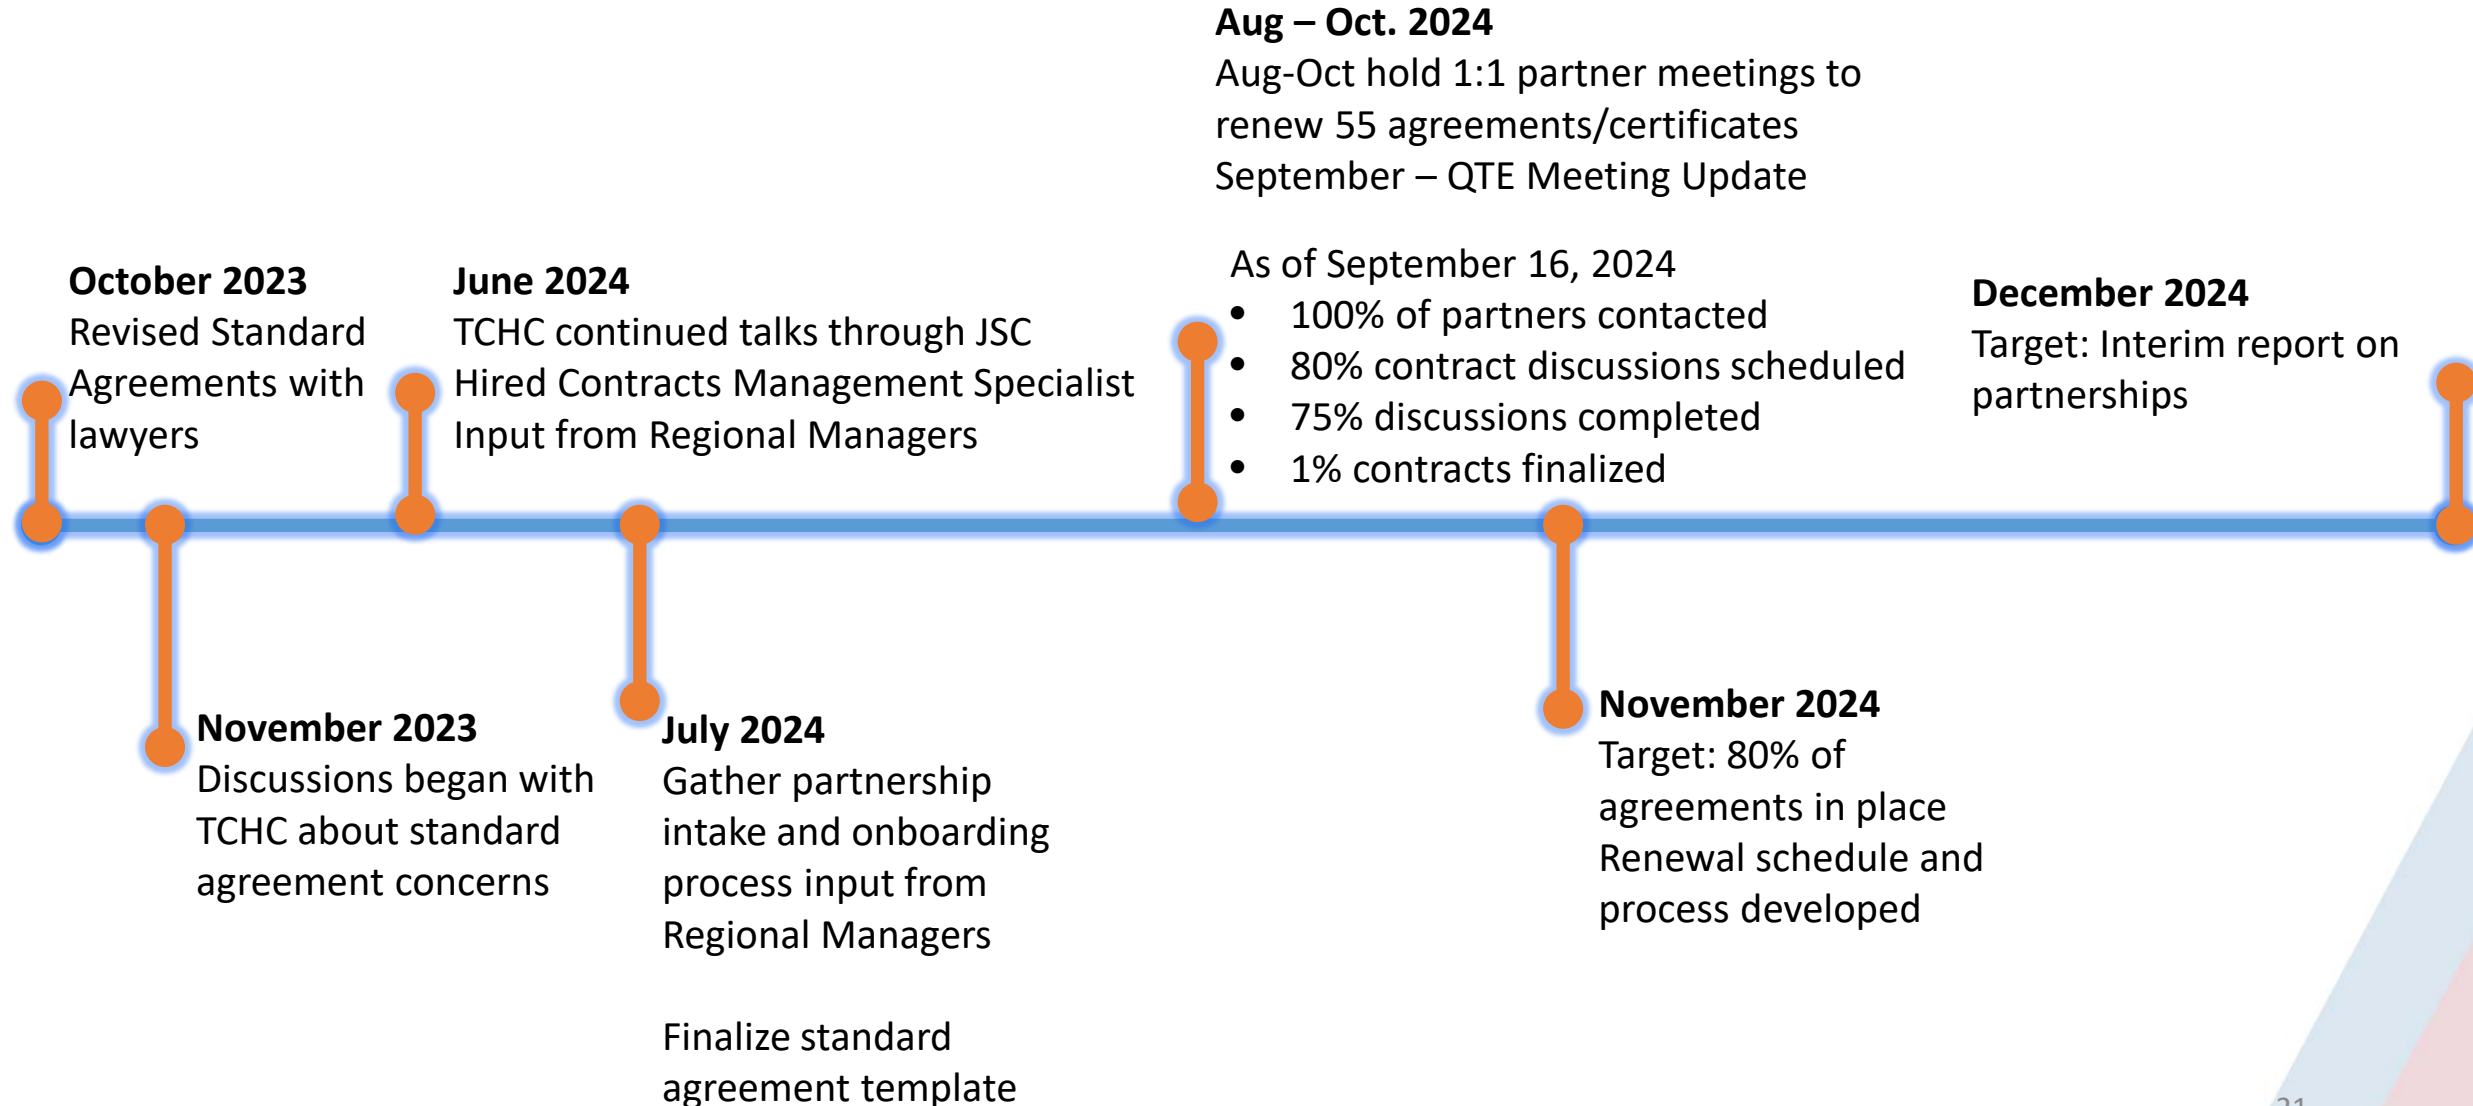 October 2023
Revised Standard
Agreements with
lawyers
November 2023
Discussions began with
TCHC about standard
agreement concerns
June 2024
TCHC continued talks through JSC
Hired Contracts Management Specialist
Input from Regional Managers
July 2024
Gather partnership
intake and onboarding
process input from
Regional Managers
Finalize standard
agreement template
Aug – Oct. 2024
Aug-Oct hold 1:1 partner meetings to
renew 55 agreements/certificates
September – QTE Meeting Update
As of September 16, 2024
• 100% of partners contacted
• 80% contract discussions scheduled
• 75% discussions completed
• 1% contracts finalized
November 2024
Target: 80% of
agreements in place
Renewal schedule and
process developed
December 2024
Target: Interim report on
partnerships
21